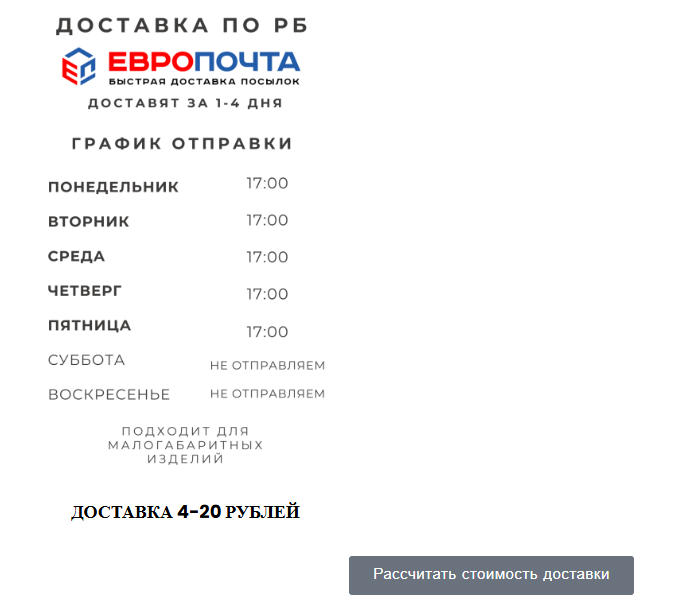 ДОСТАВКА ПО РБ
ЕВРОПОЧТА
БЫСТРАЯ ДОСТАВКА ПОСЫЛОК
ДОСТАВЯТ ЗА 1-4 ДНЯ
ГРАФИК ОТПРАВКИ
ПОНЕДЕЛЬНИК 17:00
ВТОРНИК 17:00
СРЕДА 17:00
ЧЕТВЕРГ 17:00
ПЯТНИЦА 17:00
СУББОТА НЕ ОТПРАВЛЯЕМ
ВОСКРЕСЕНЬЕ НЕ ОТПРАВЛЯЕМ
ПОДХОДИТ ДЛЯ
МАЛОГАБАРИТНЫХ
ИЗДЕЛИЙ
ДОСТАВКА 4-20 РУБЛЕЙ
Рассчитать стоимость доставки